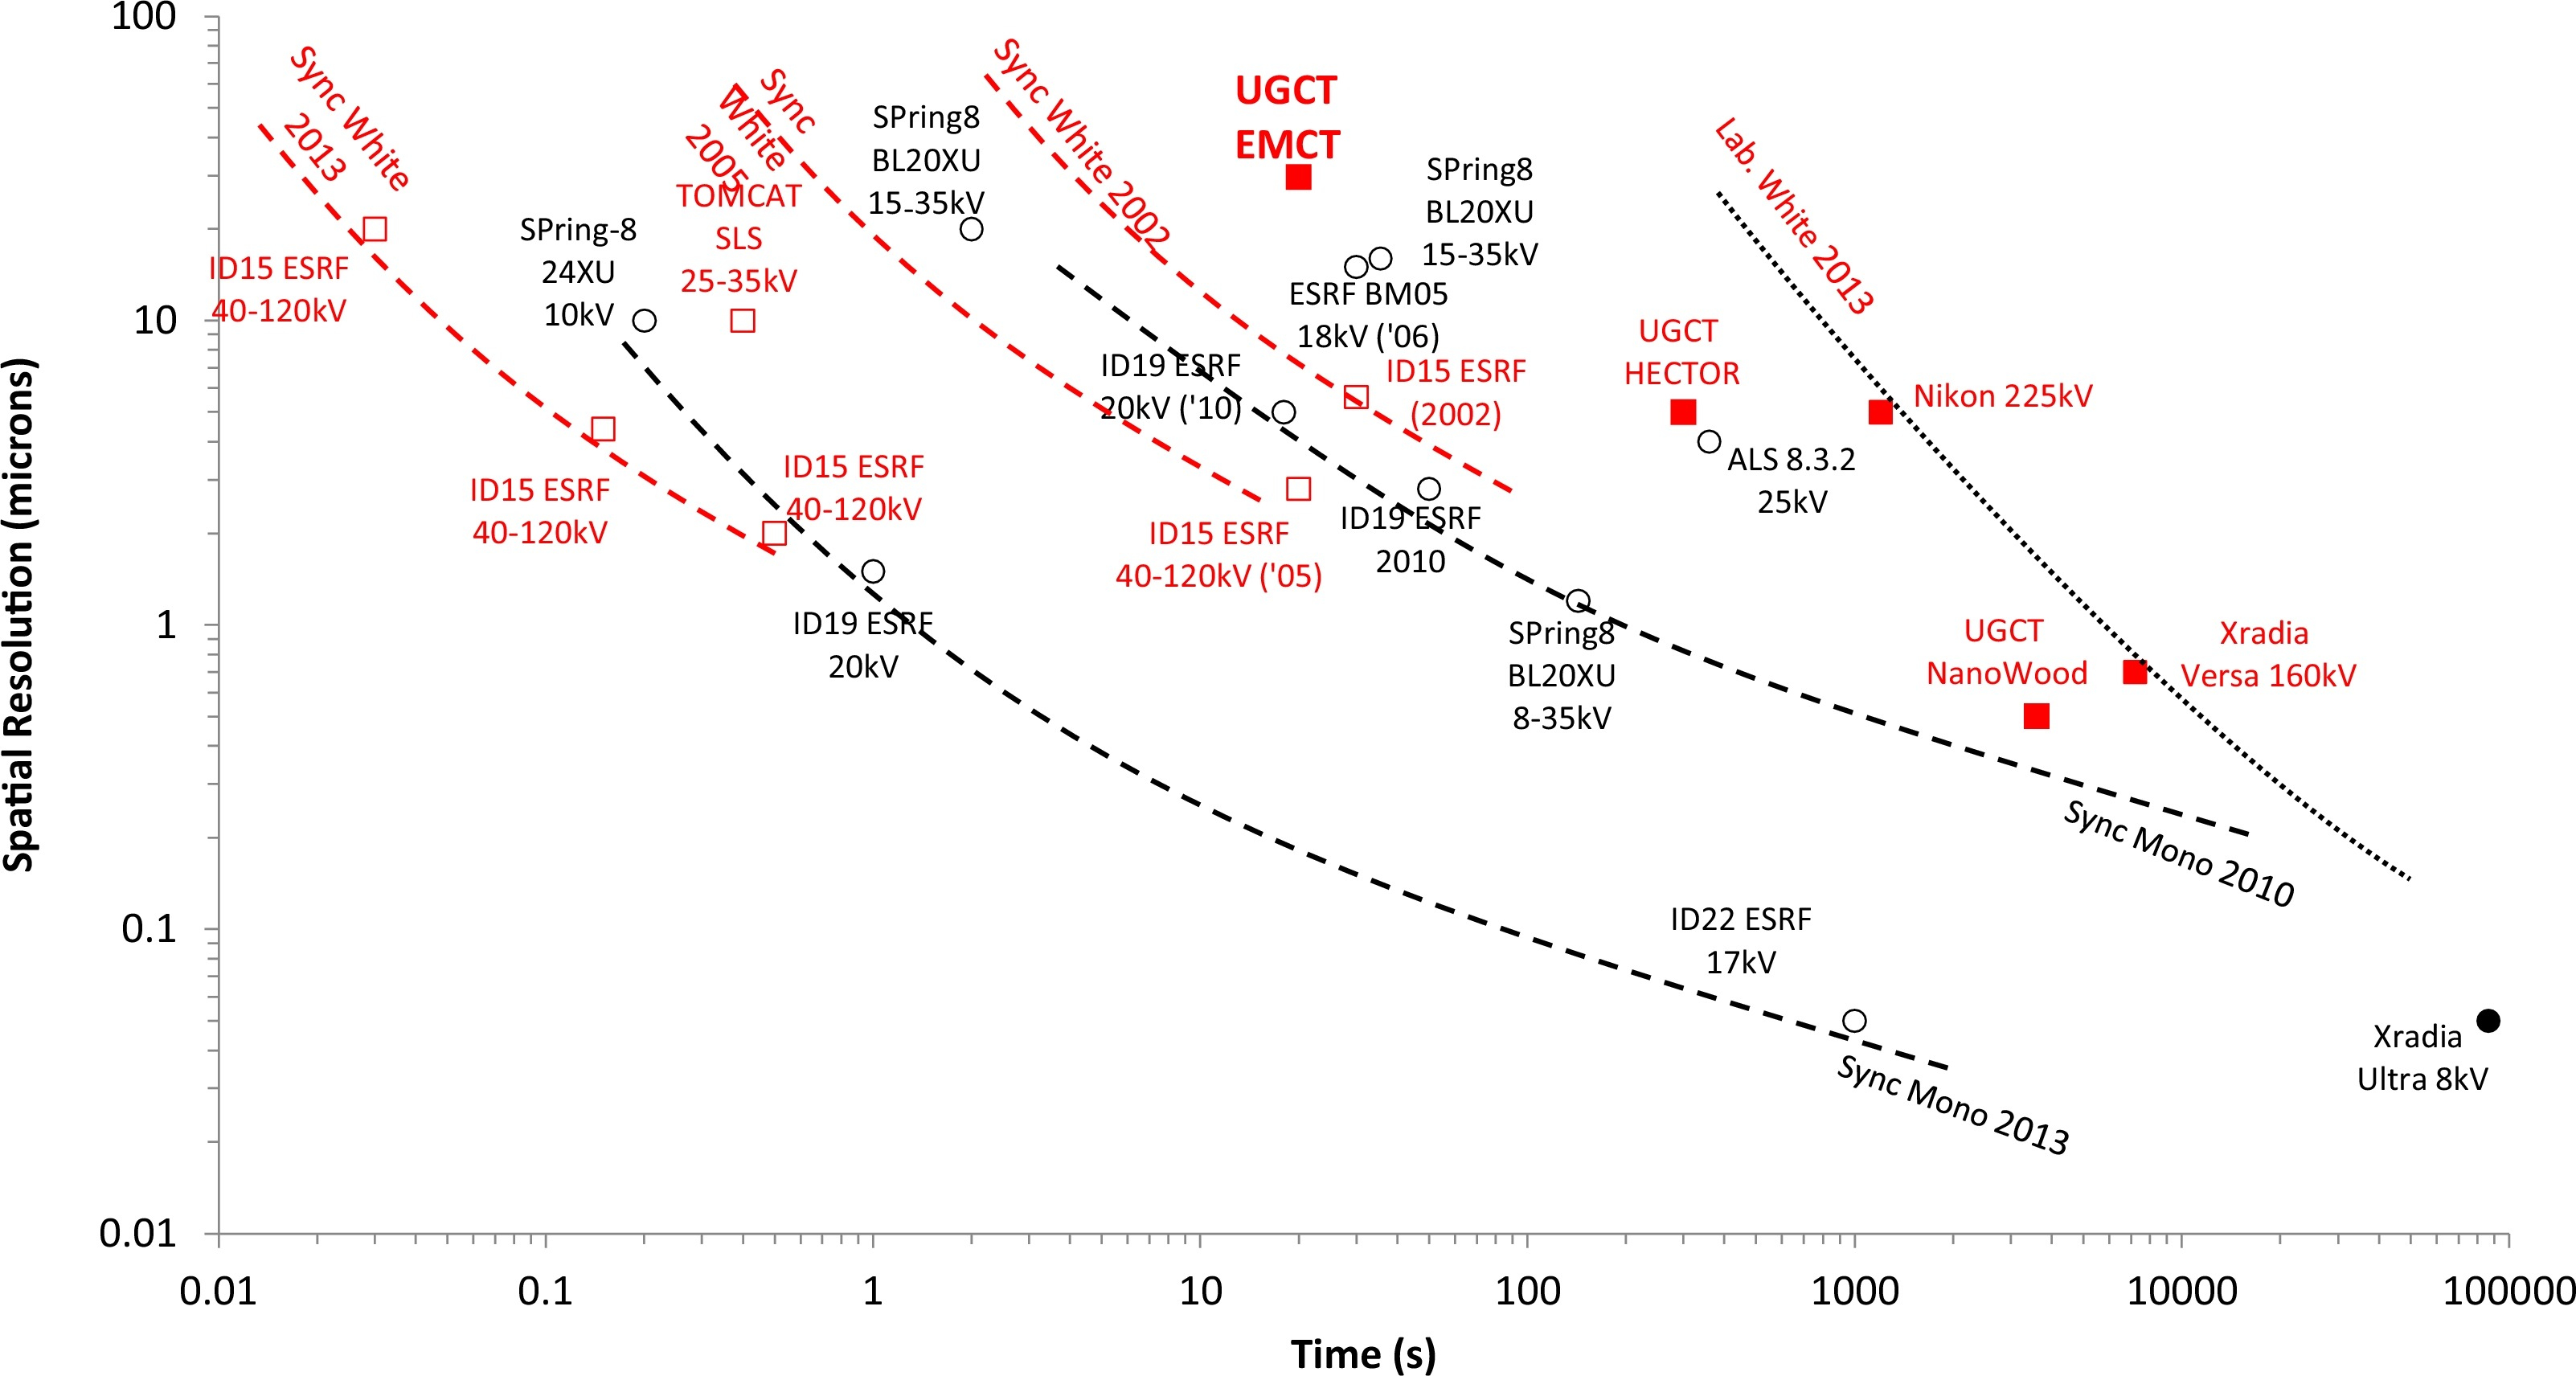 100
10
1
0.1
0.01
Spatial Resolution (microns)
0.01
0.1
1
10
100
1000
10000
100000
Time (s)
Sync White
2013
ID15 ESRF
40-120kV
SPring-8
24XU
10kV
Sync
White
2005
TOMCAT
SLS
25-35kV
SPring8
BL20XU
15-35kV
Sync White 2002
UGCT
EMCT
SPring8
BL20XU
15-35kV
ESRF BM05
18kV ('06)
Lab. White 2013
ID19 ESRF
20kV ('10)
ID15 ESRF
(2002)
UGCT
HECTOR
Nikon 225kV
ALS 8.3.2
25kV
ID15 ESRF
40-120kV
ID15 ESRF
40-120kV
ID19 ESRF
20kV
ID15 ESRF
40-120kV ('05)
ID19 ESRF
2010
SPring8
BL20XU
8-35kV
UGCT
NanoWood
Xradia
Versa 160kV
Sync Mono 2010
ID22 ESRF
17kV
Sync Mono 2013
Xradia
Ultra 8kV